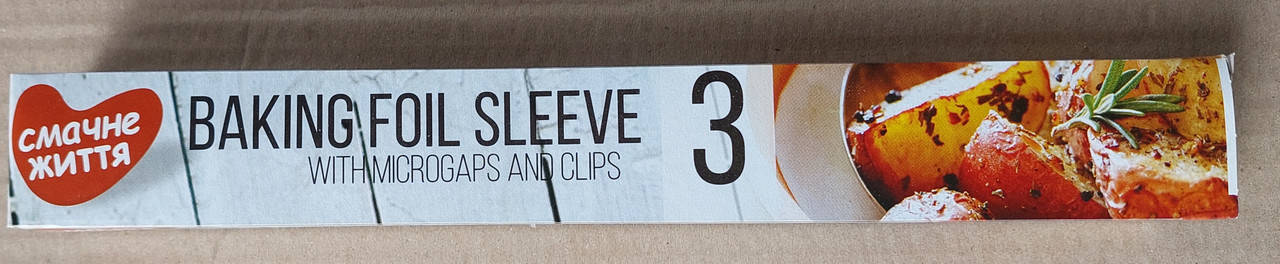 смачне
життя
BAKING FOIL SLEEVE
WITH MICROGAPS AND CLIPS
3